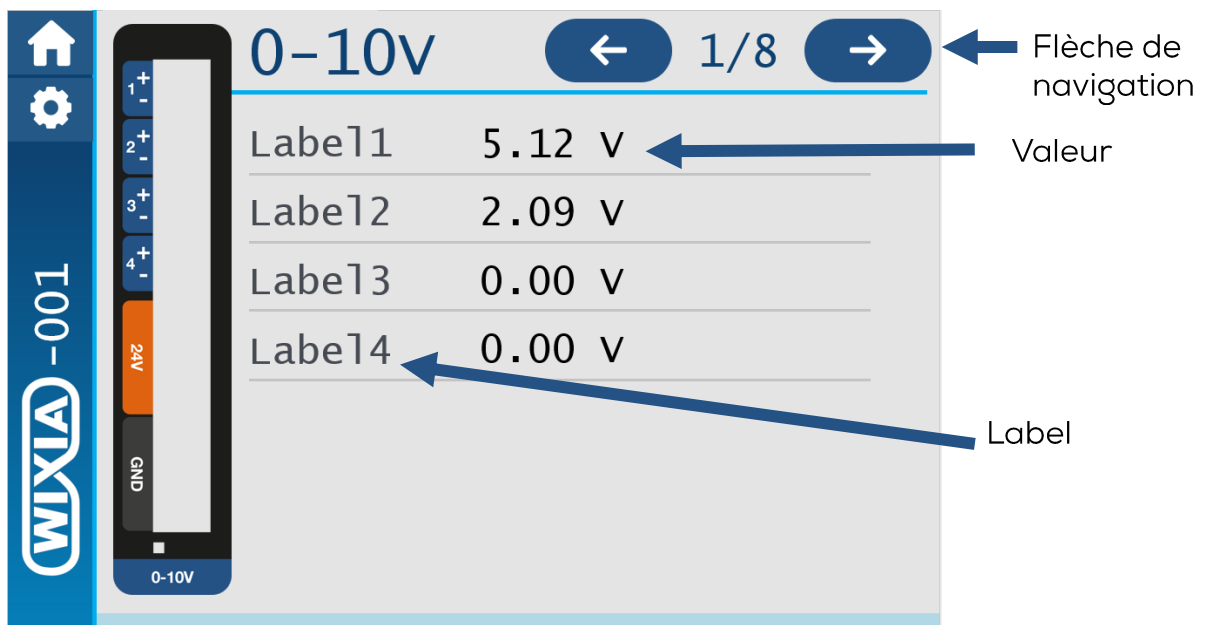 0-10V
1/8
Flèche de
navigation
Label1 5.12 V
Valeur
Label2 2.09 V
Label3 0.00 V
Label4 0.00 V
Label
1 + -
2 + -
3 + -
4 + -
24V
GND
0-10V
WIXIA -001